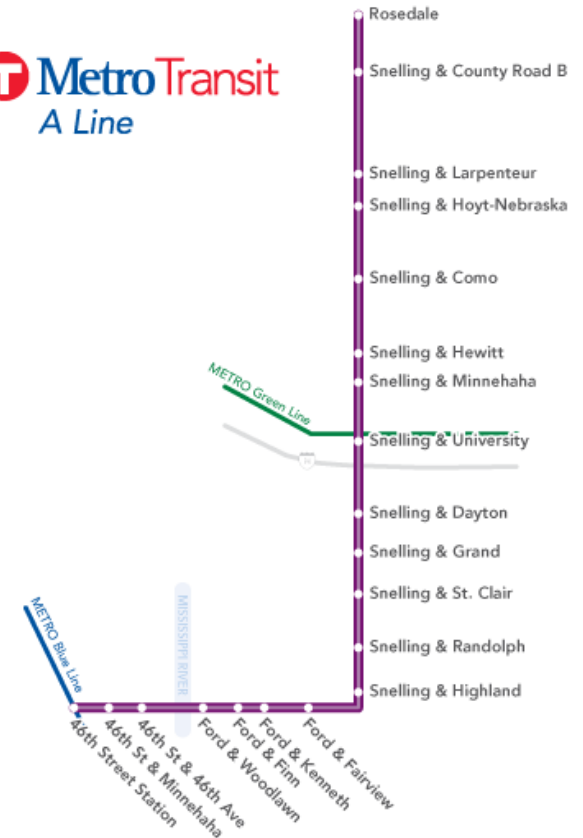 Rosedale
T MetroTransit
A Line
Snelling & County Road B
Snelling & Larpenteur
Snelling & Hoyt-Nebraska
Snelling & Como
Snelling & Hewitt
METRO Green Line
Snelling & Minnehaha
Snelling & University
Snelling & Dayton
Snelling & Grand
Snelling & St. Clair
METRO Blue Line
MISSISSIPPI RIVER
Snelling & Randolph
Snelling & Highland
46th Street Station
46th St & Minnehaha
46th St & 46th Ave
Ford & Woodlawn
Ford & Finn
Ford & Kenneth
Ford & Fairview